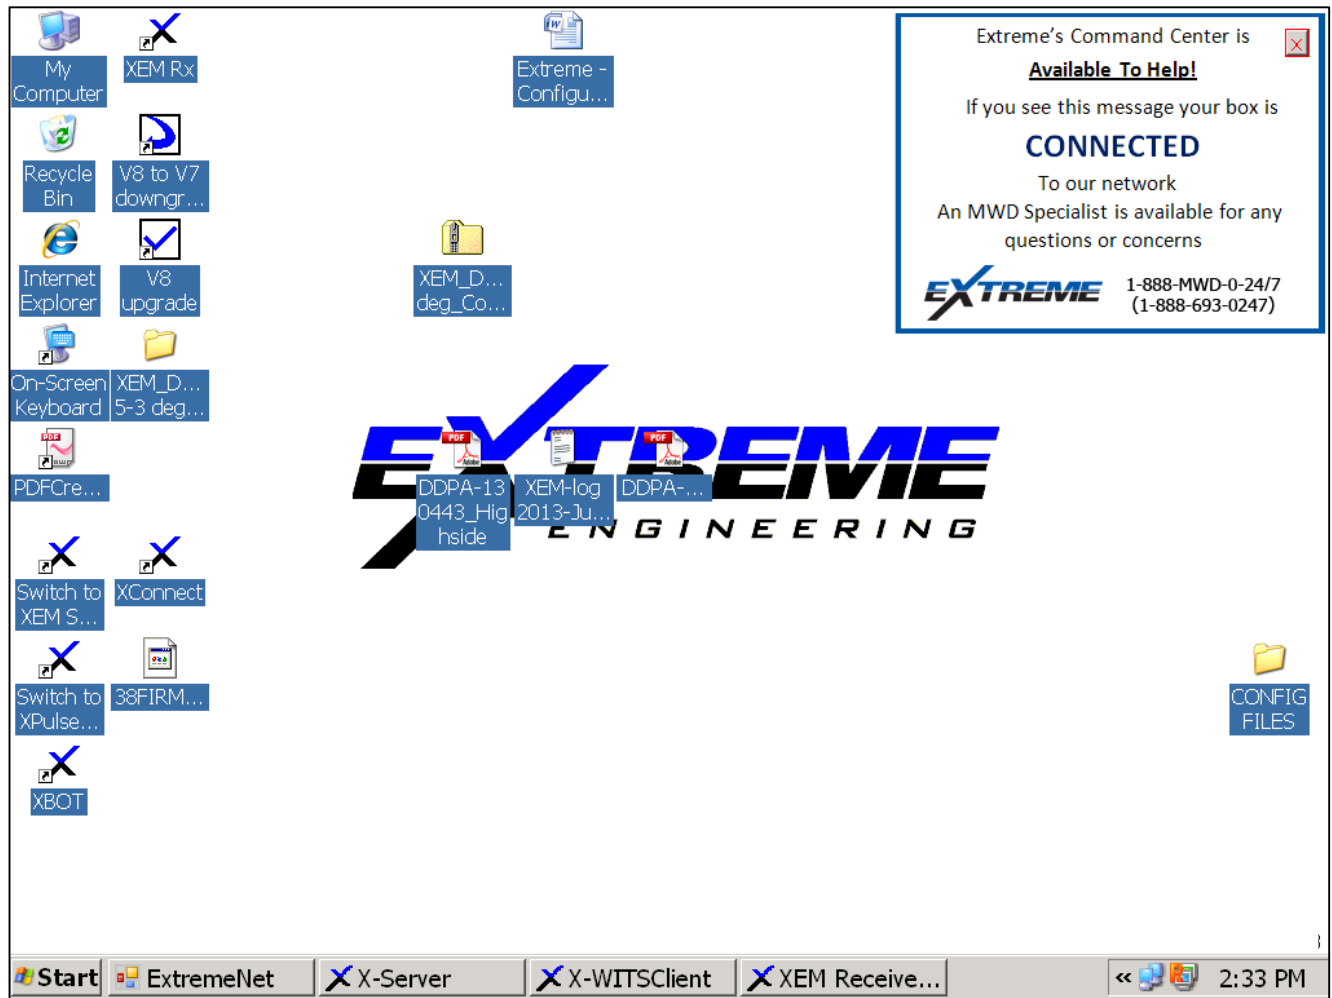 My
Computer
XEM Rx
Extreme -
Configu...
Extreme's Command Center is
X
Available To Help!
If you see this message your box is
CONNECTED
To our network
An MWD Specialist is available for any
questions or concerns
EXTREME
1-888-MWD-0-24/7
(1-888-693-0247)
Recycle
Bin
V8 to V7
downgr...
Internet
Explorer
V8
upgrade
XEM_D...
deg_Co...
On-Screen
Keyboard
XEM_D...
5-3 deg...
EXTREME
ENGINEERING
PDF
PDFCre...
PDF
Adobe
DDPA-13
0443_Hig
hside
XEM-log
2013-Ju...
PDF
Adobe
DDPA-...
Switch to
XEM S...
XConnect
Switch to
XPulse...
38FIRM...
CONFIG
FILES
XBOT
Start
ExtremeNet
X-Server
X-WITSClient
XEM Receive...
«
2:33 PM